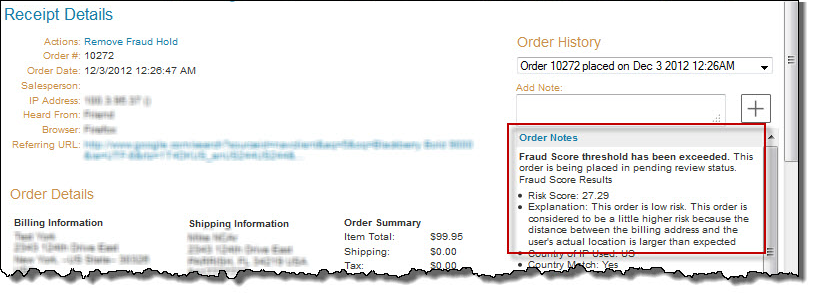 Receipt Details
Actions: Remove Fraud Hold
Order #: 10272
Order Date: 12/3/2012 12:26:47 AM
Salesperson:
IP Address:
Heard From: Friend
Browser: Firefox
Referring URL:
Order Details
Billing Information
Shipping Information
Order Summary
Item Total: $99.95
Shipping: $0.00
Tax: $0.00
Order History
Order 10272 placed on Dec 3 2012 12:26AM
Add Note:
Order Notes
Fraud Score threshold has been exceeded. This
order is being placed in pending review status.
Fraud Score Results
Risk Score: 27.29
Explanation: This order is low risk. This order is
considered to be a little higher risk because the
distance between the billing address and the
user's actual location is larger than expected
Country of IP Used: US
Country Match: Yes